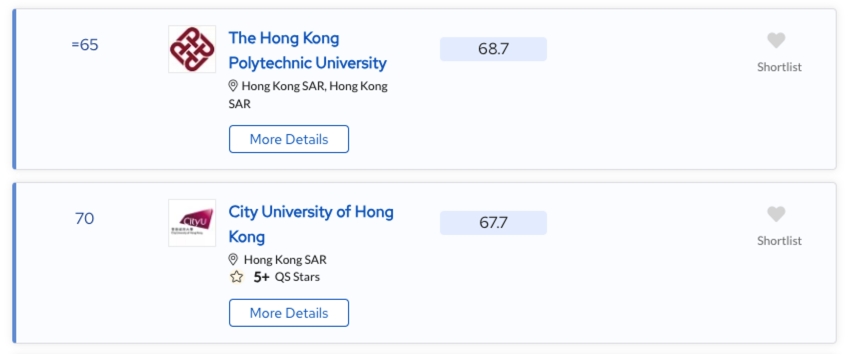 =65
The Hong Kong
Polytechnic University
Hong Kong SAR, Hong Kong
SAR
More Details
68.7
Shortlist
70
CityU
City University of Hong
Kong
Hong Kong SAR
5+ QS Stars
More Details
67.7
Shortlist